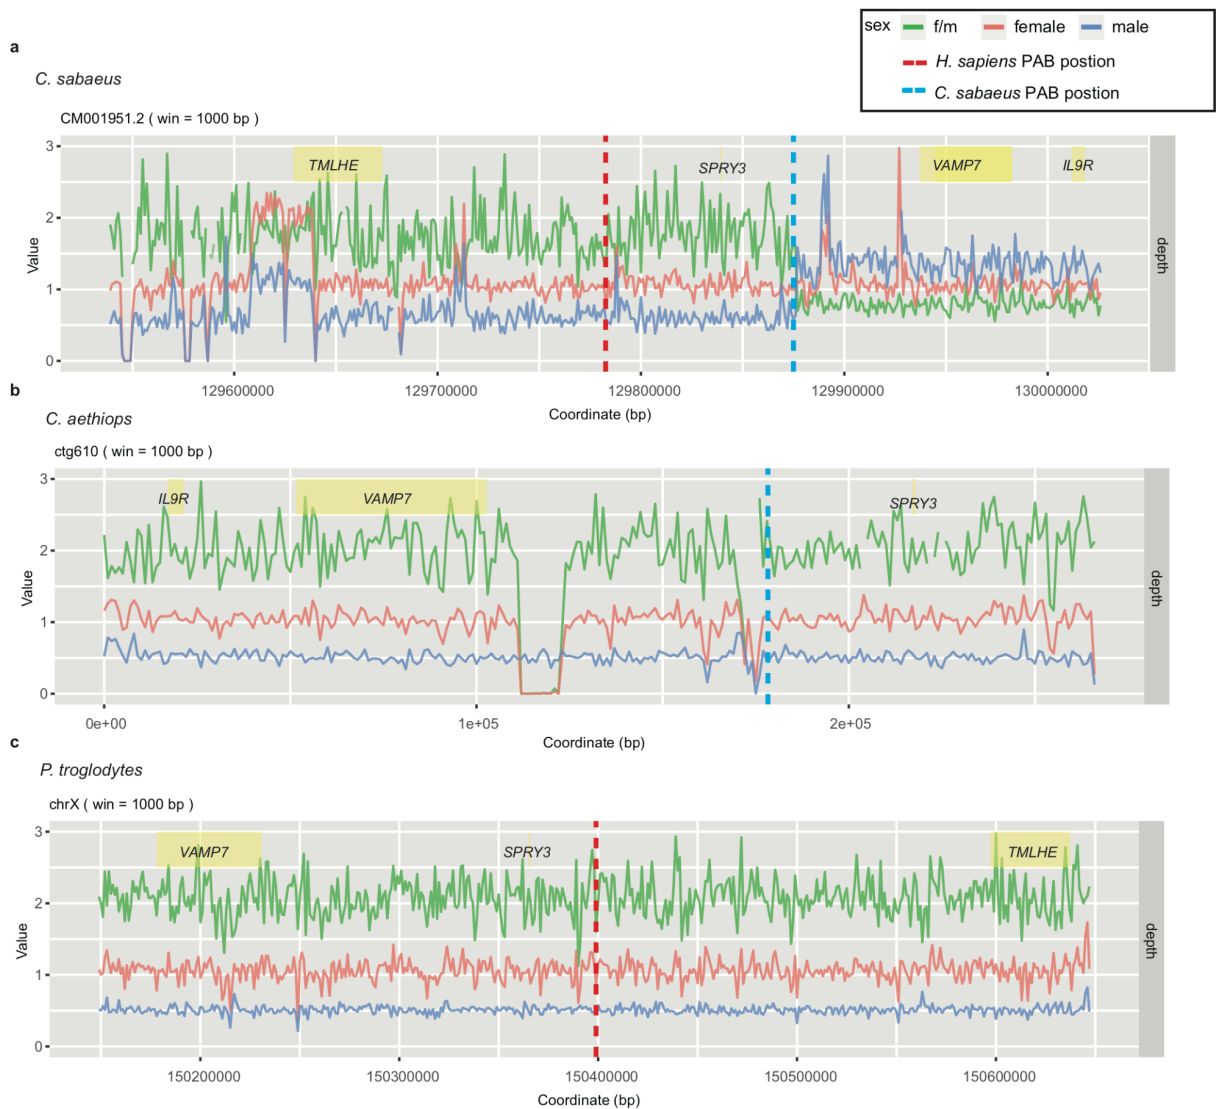 sex f/m female male
H. sapiens PAB postion
C. sabaeus PAB postion
a
C. sabaeus
CM001951.2 ( win = 1000 bp )
3
2
1
0
Value
TMLHE SPRY3 VAMP7 IL9R
depth
129600000 129700000 129800000 129900000 130000000
Coordinate (bp)
b
C. aethiops
ctg610 ( win = 1000 bp )
3
2
1
0
Value
IL9R VAMP7 SPRY3
depth
0e+00 1e+05 2e+05
Coordinate (bp)
c
P. troglodytes
chrX ( win = 1000 bp )
3
2
1
0
Value
VAMP7 SPRY3 TMLHE
depth
150200000 150300000 150400000 150500000 150600000
Coordinate (bp)